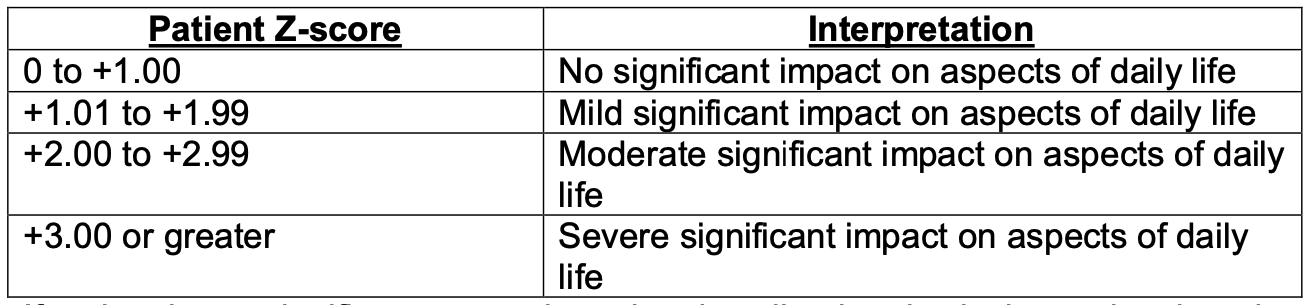 Patient Z-score Interpretation
0 to +1.00 No significant impact on aspects of daily life
+1.01 to +1.99 Mild significant impact on aspects of daily life
+2.00 to +2.99 Moderate significant impact on aspects of daily
life
+3.00 or greater Severe significant impact on aspects of daily
life